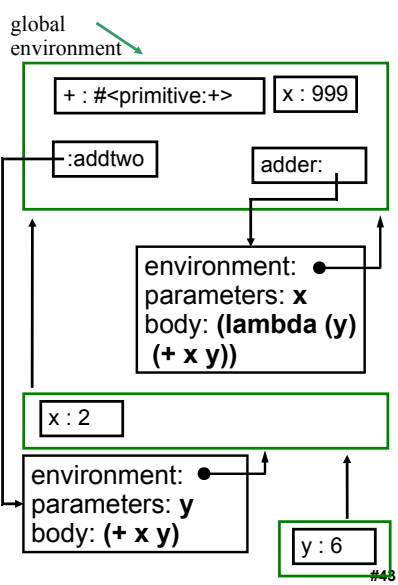 global
environment
+ : #<primitive:+>
x : 999
:addtwo
adder:
environment:
parameters: x
body: (lambda (y)
(+ x y))
x : 2
environment:
parameters: y
body: (+ x y)
y : 6
#43